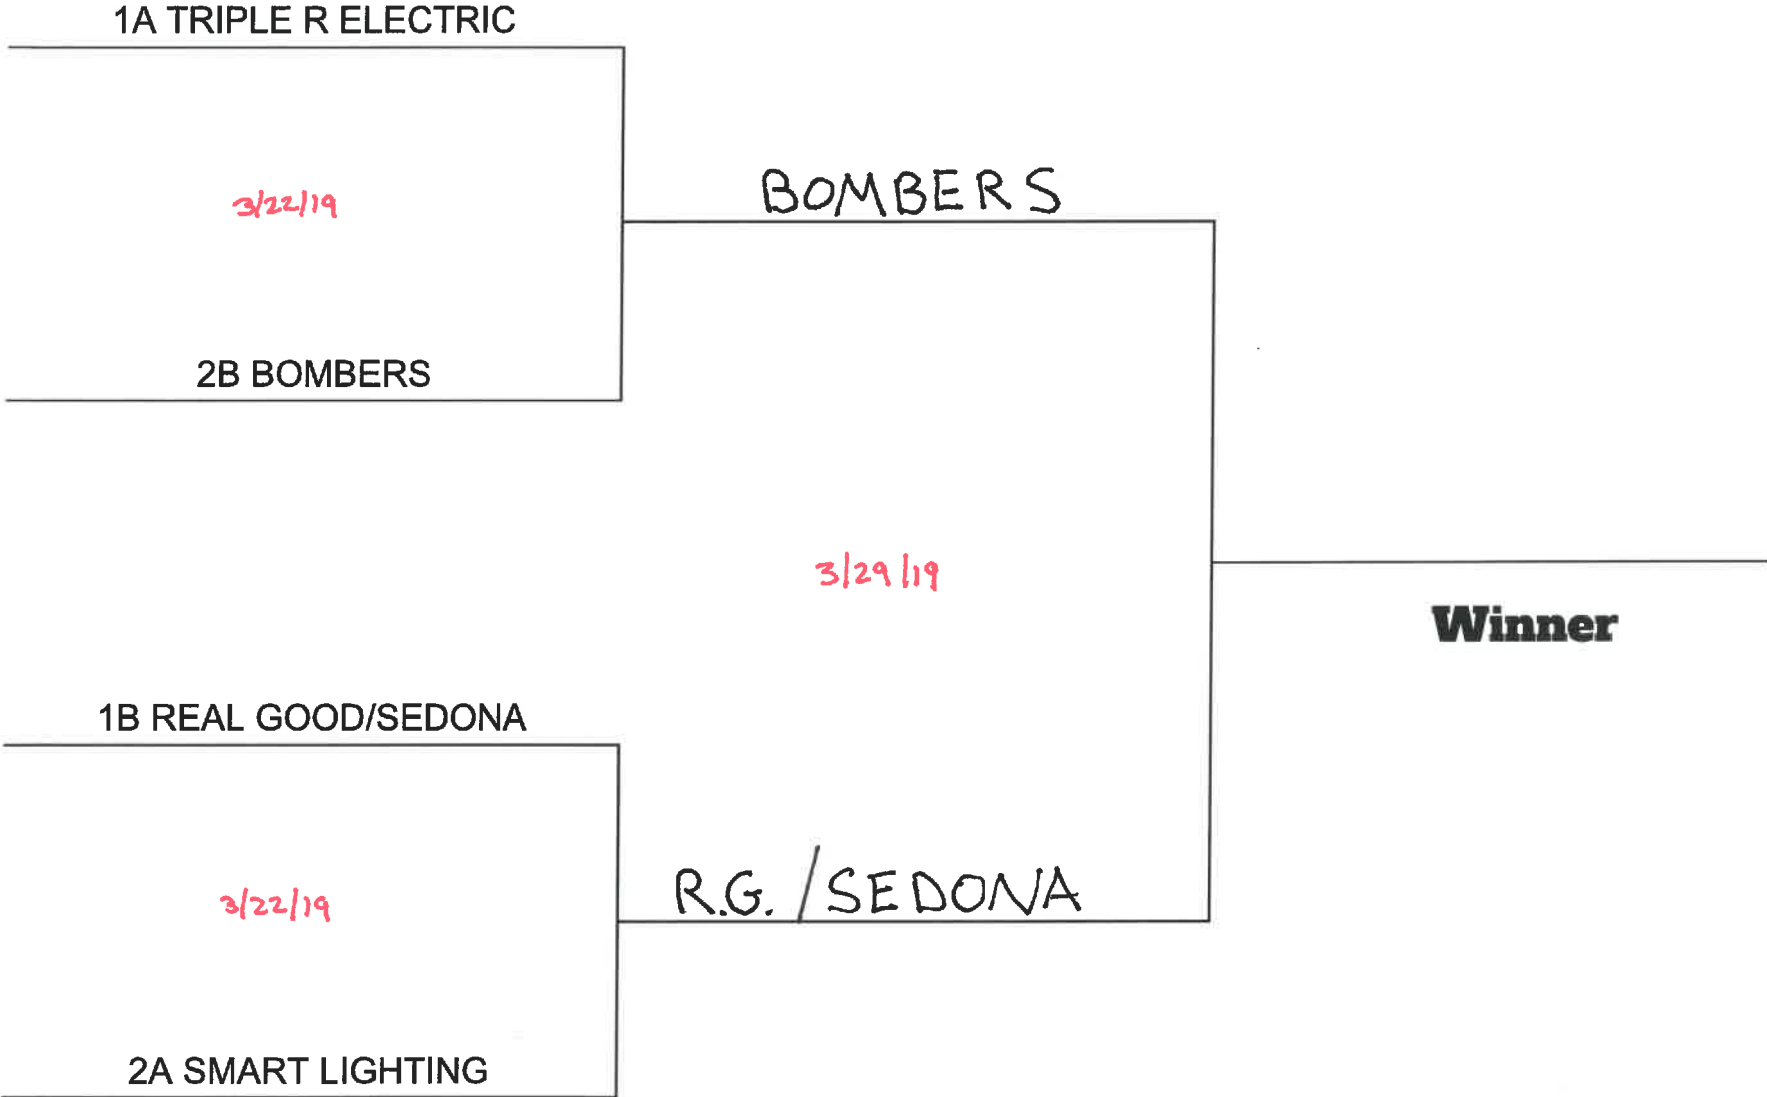 1A TRIPLE R ELECTRIC
3/22/19
BOMBERS
2B BOMBERS
3/29/19
Winner
1B REAL GOOD/SEDONA
3/22/19
R.G./SEDONA
2A SMART LIGHTING